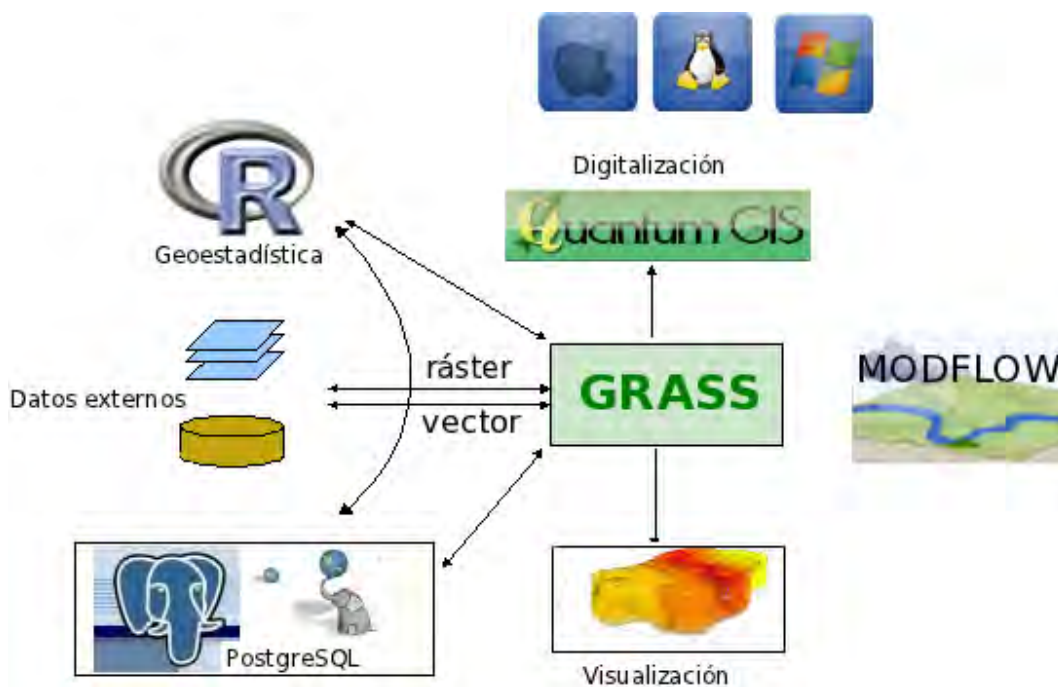 Digitalización
Quantum GIS
R
Geoestadística
ráster
GRASS
MODFLOW
Datos externos
vector
PostgreSQL
Visualización